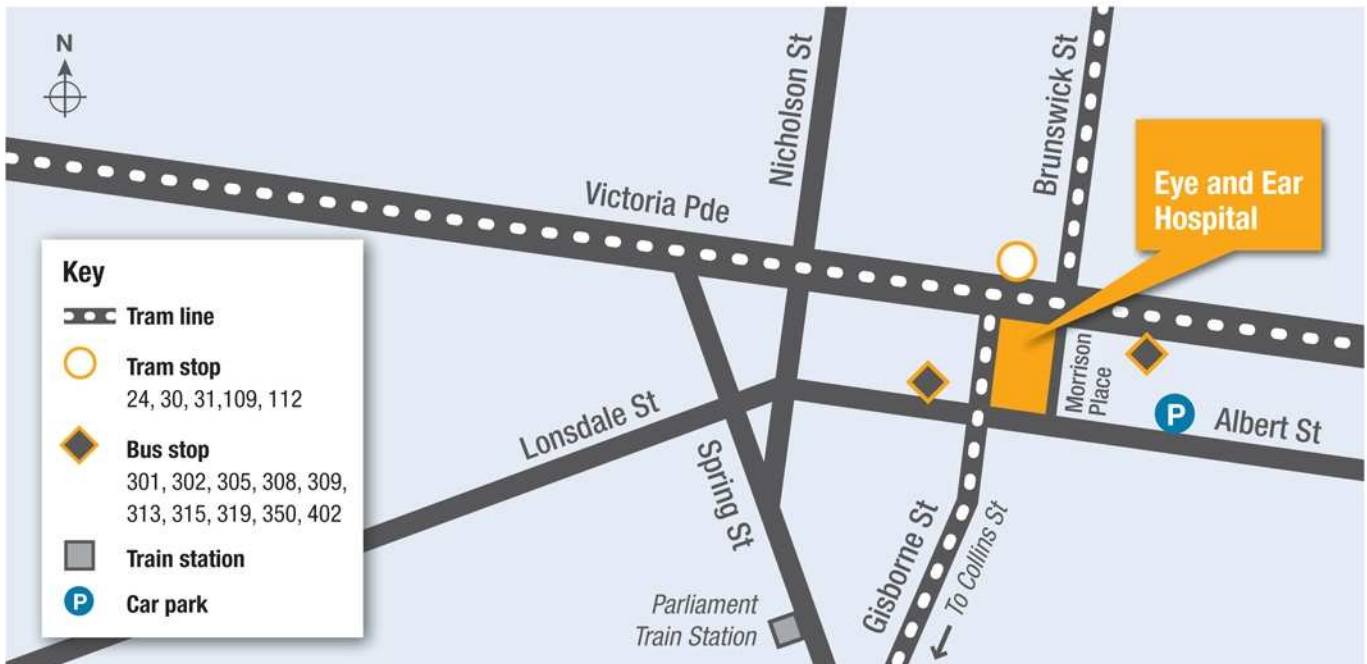 N
Nicholson St
Brunswick St
Victoria Pde
Eye and Ear
Hospital
Key
Tram line
Tram stop
24, 30, 31,109, 112
Bus stop
301, 302, 305, 308, 309,
313, 315, 319, 350, 402
Train station
P Car park
Lonsdale St
Spring St
Morrison
Place
P
Albert St
Gisborne St
To Collins St
Parliament
Train Station